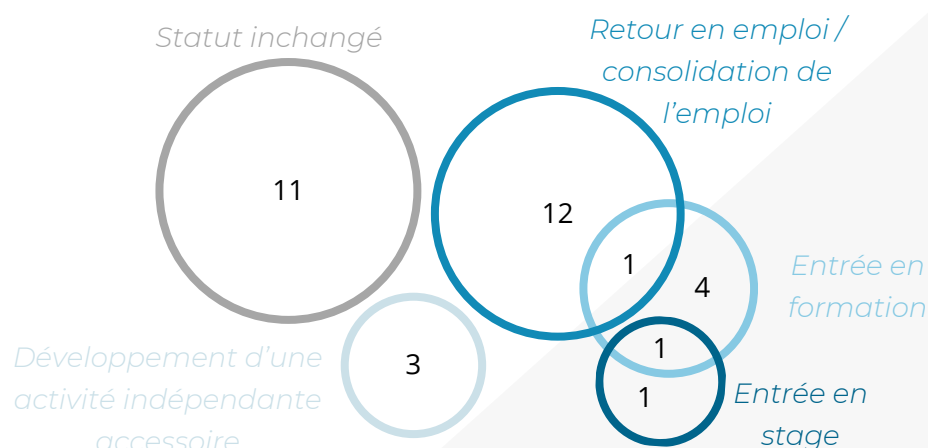 Statut inchangé
11
Retour en emploi /
consolidation de
l'emploi
12
1
4
Entrée en
formation
1
1
Entrée en
stage
3
Développement d'une
activité indépendante
accessoire